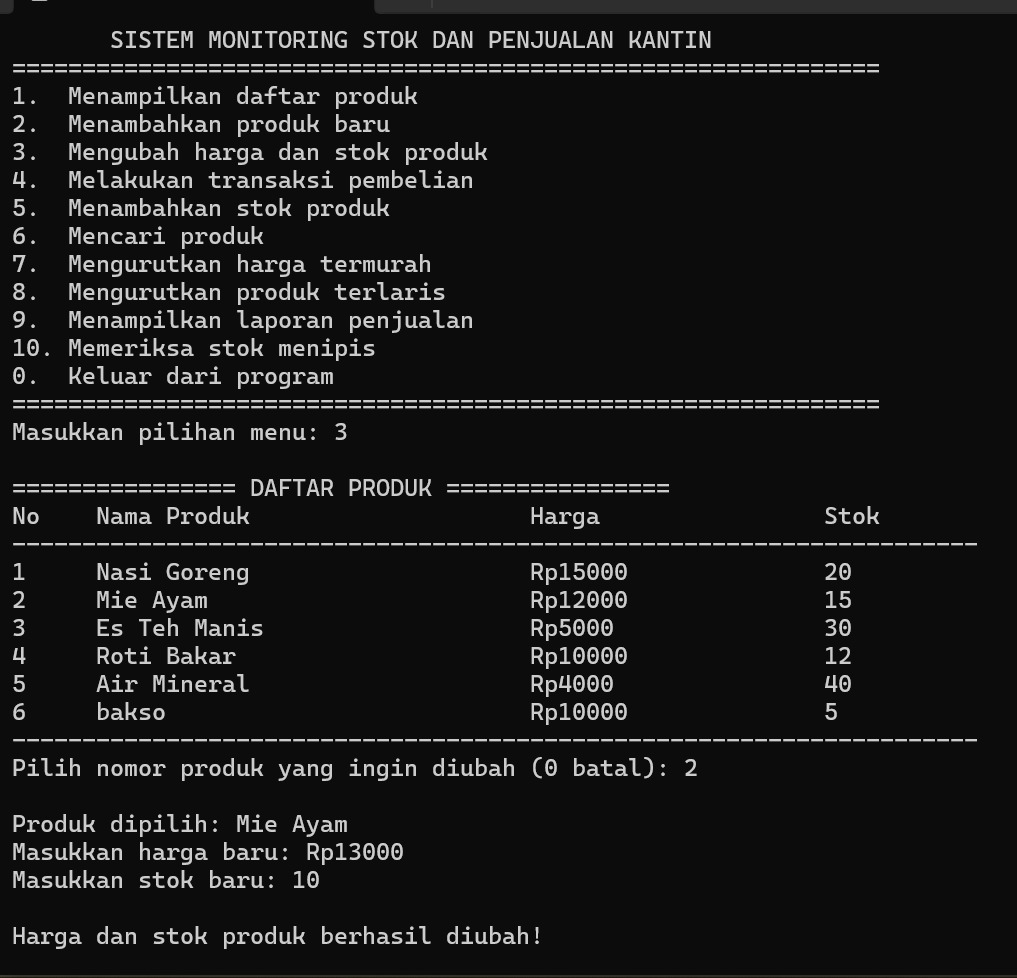 SISTEM MONITORING STOK DAN PENJUALAN KANTIN
==============================================================
1.  Menampilkan daftar produk
2.  Menambahkan produk baru
3.  Mengubah harga dan stok produk
4.  Melakukan transaksi pembelian
5.  Menambahkan stok produk
6.  Mencari produk
7.  Mengurutkan harga termurah
8.  Mengurutkan produk terlaris
9.  Menampilkan laporan penjualan
10. Memeriksa stok menipis
0.  Keluar dari program
==============================================================
Masukkan pilihan menu: 3
================ DAFTAR PRODUK ================
No    Nama Produk                    Harga                Stok
---------------------------------------------------------------------
1     Nasi Goreng                    Rp15000              20
2     Mie Ayam                       Rp12000              15
3     Es Teh Manis                   Rp5000               30
4     Roti Bakar                     Rp10000              12
5     Air Mineral                    Rp4000               40
6     bakso                          Rp10000              5
---------------------------------------------------------------------
Pilih nomor produk yang ingin diubah (0 batal): 2
Produk dipilih: Mie Ayam
Masukkan harga baru: Rp13000
Masukkan stok baru: 10
Harga dan stok produk berhasil diubah!